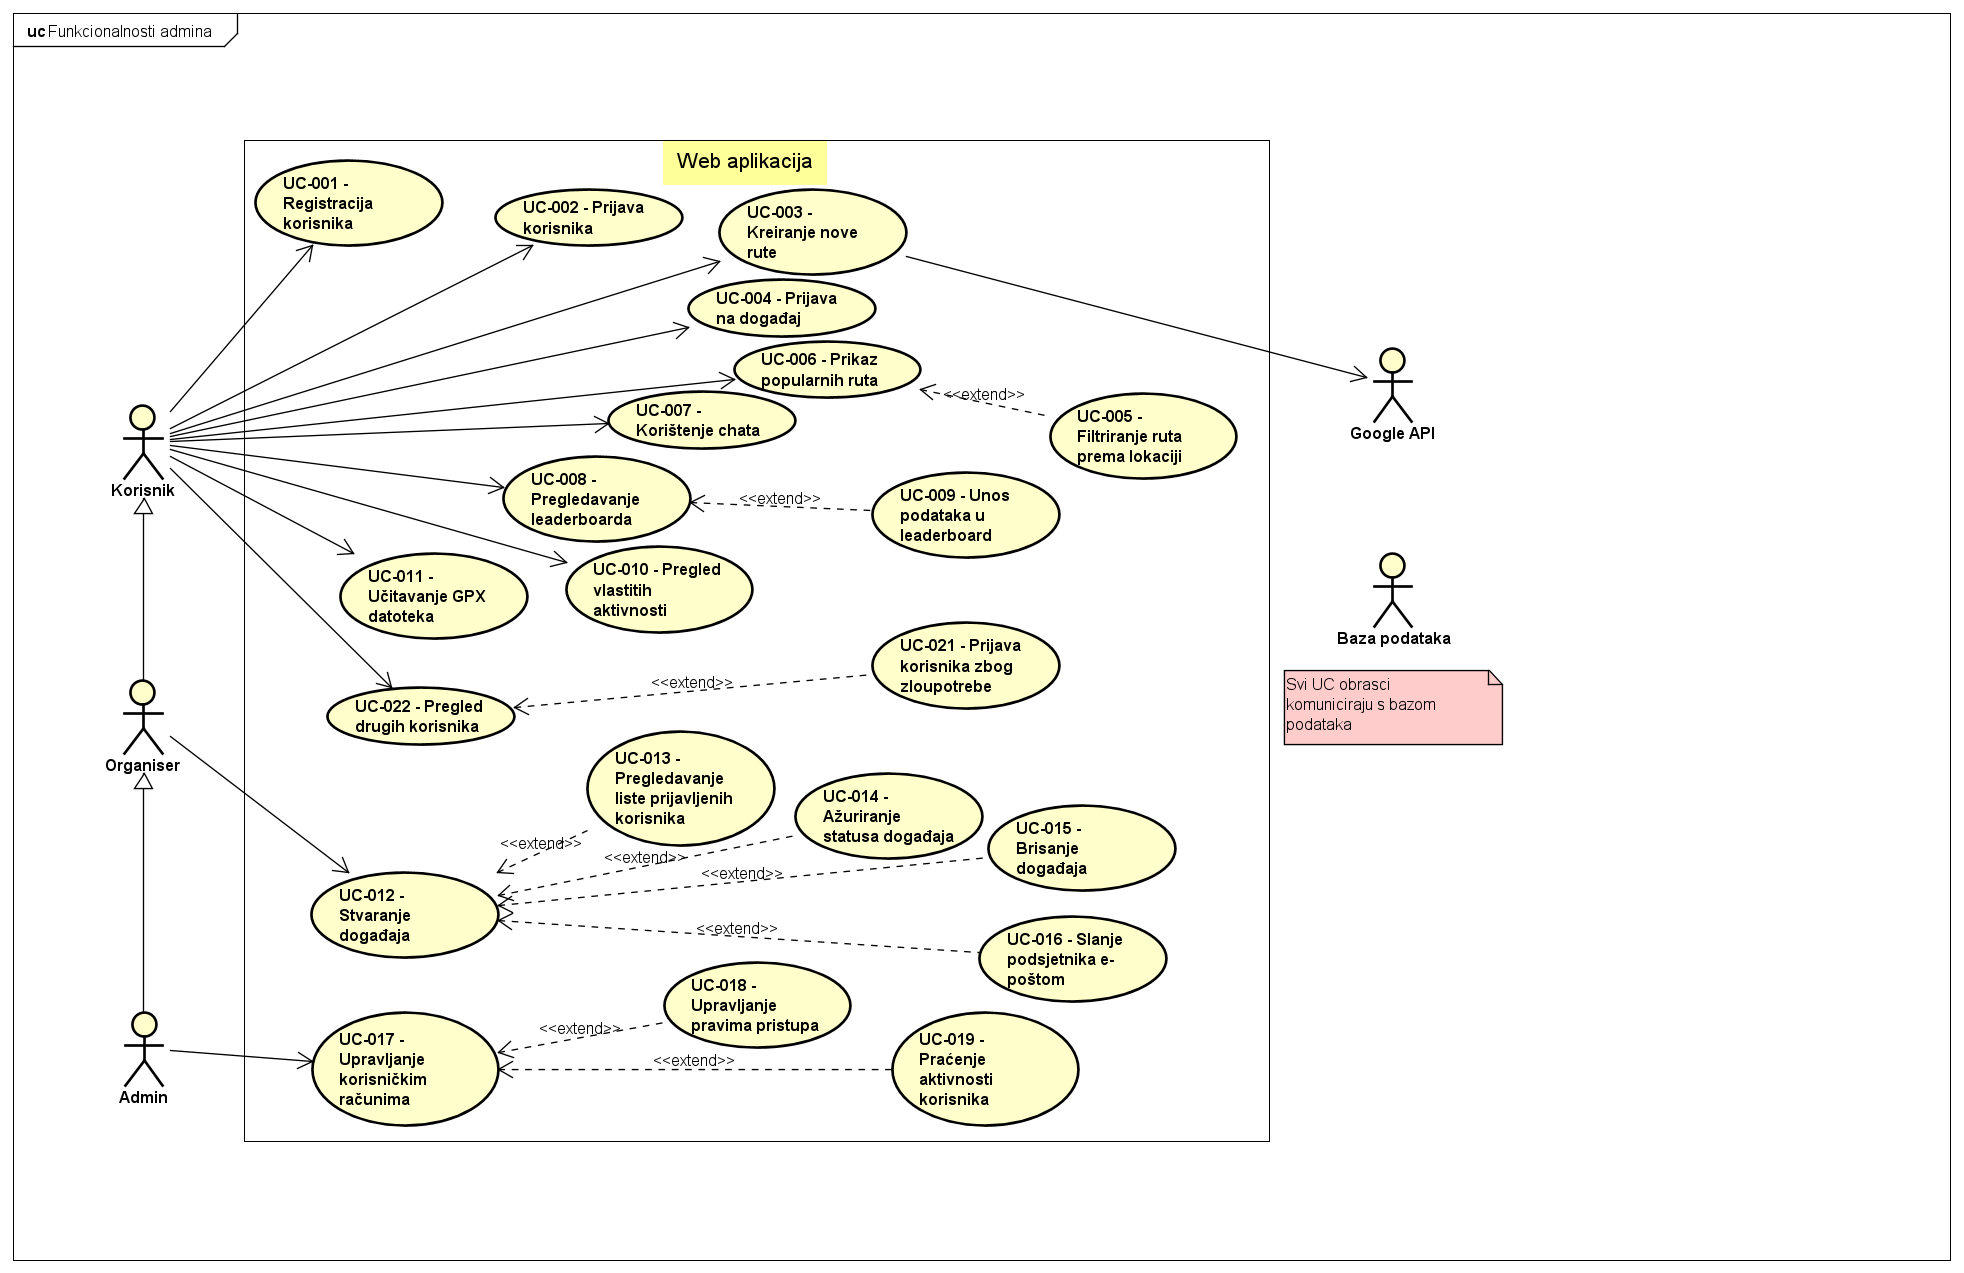 uc Funkcionalnosti admina
Web aplikacija
UC-001 -
Registracija
korisnika
UC-002 - Prijava
korisnika
UC-003 -
Kreiranje nove
rute
UC-004 - Prijava
na događaj
UC-006 - Prikaz
popularnih ruta
<<extend>>
UC-005 -
Filtriranje ruta
prema lokaciji
UC-007 -
Korištenje chata
Google API
Korisnik
UC-008 -
Pregledavanje
leaderboarda
<<extend>>
UC-009 - Unos
podataka u
leaderboard
UC-011 -
Učitavanje GPX
datoteka
UC-010 - Pregled
vlastitih
aktivnosti
Baza podataka
UC-021 - Prijava
korisnika zbog
zloupotrebe
<<extend>>
UC-022 - Pregled
drugih korisnika
Svi UC obrasci
komuniciraju s bazom
podataka
Organiser
UC-013 -
Pregledavanje
liste prijavljenih
korisnika
UC-014 -
Ažuriranje
statusa događaja
UC-015 -
Brisanje
događaja
<<extend>>
<<extend>>
<<extend>>
UC-012 -
Stvaranje
događaja
<<extend>>
UC-016 - Slanje
podsjetnika e-
poštom
UC-018 -
Upravljanje
pravima pristupa
<<extend>>
UC-017 -
Upravljanje
korisničkim
računima
<<extend>>
UC-019 -
Praćenje
aktivnosti
korisnika
Admin